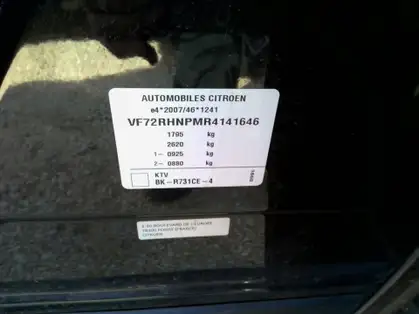 AUTOMOBILES CITROEN
e4*2007/46*1241
VF72RHNPMR4141646
1795 kg
2620 kg
1- 0925 kg
2- 0880 kg
KTV
BK-R731CE-4